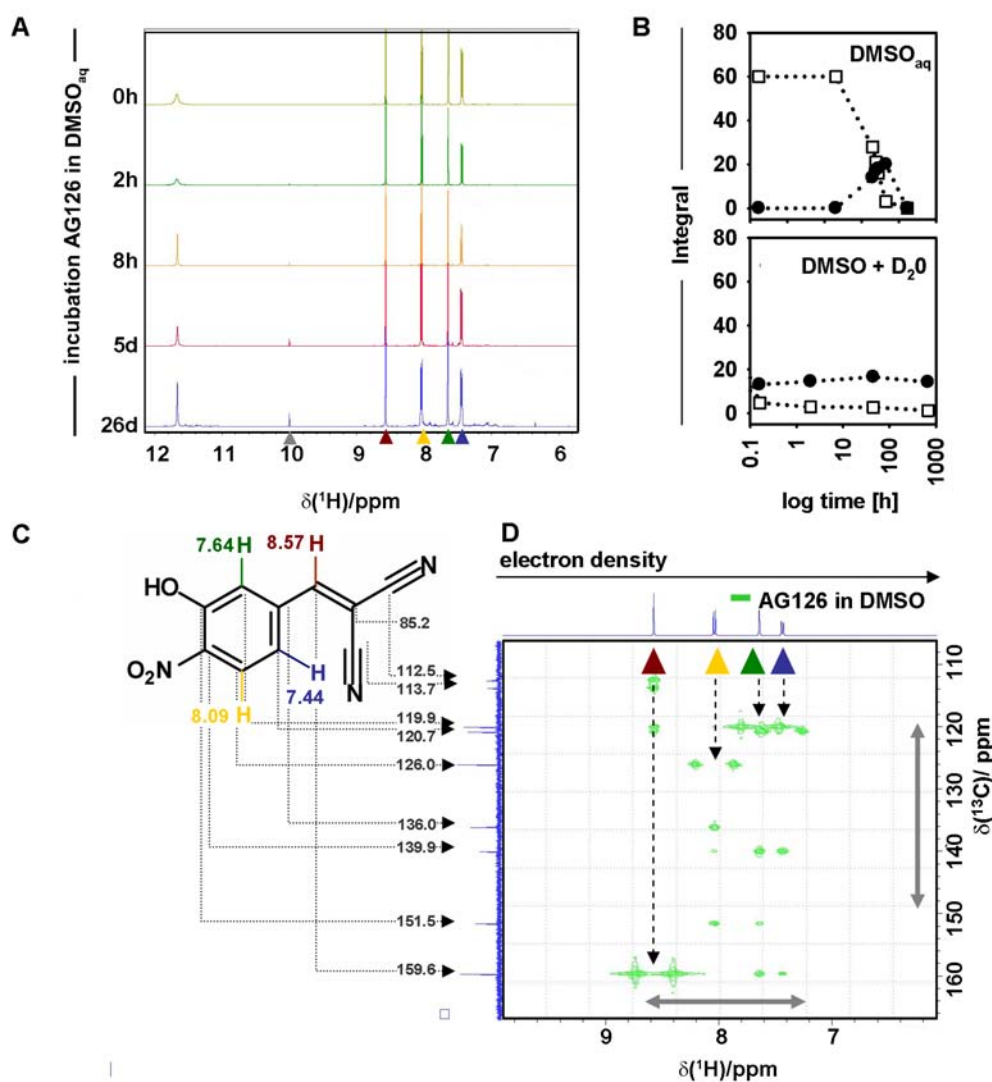 A
incubation AG126 in DMSOaq
0h
2h
8h
5d
26d
12 11 10 9 8 7 6
δ(¹H)/ppm
B
Integral
80
60
40
20
0
DMSOaq
80
60
40
20
0
DMSO + D₂0
0.1 1 10 100 1000
log time [h]
C
7.64 H
8.57 H
N
HO
85.2
N
O₂N
H
112.5
113.7
8.09 H
7.44
119.9
120.7
126.0
136.0
139.9
151.5
159.6
D
electron density
AG126 in DMSO
110
120
130
140
150
160
δ(¹³C)/ ppm
9 8 7
δ(¹H)/ppm